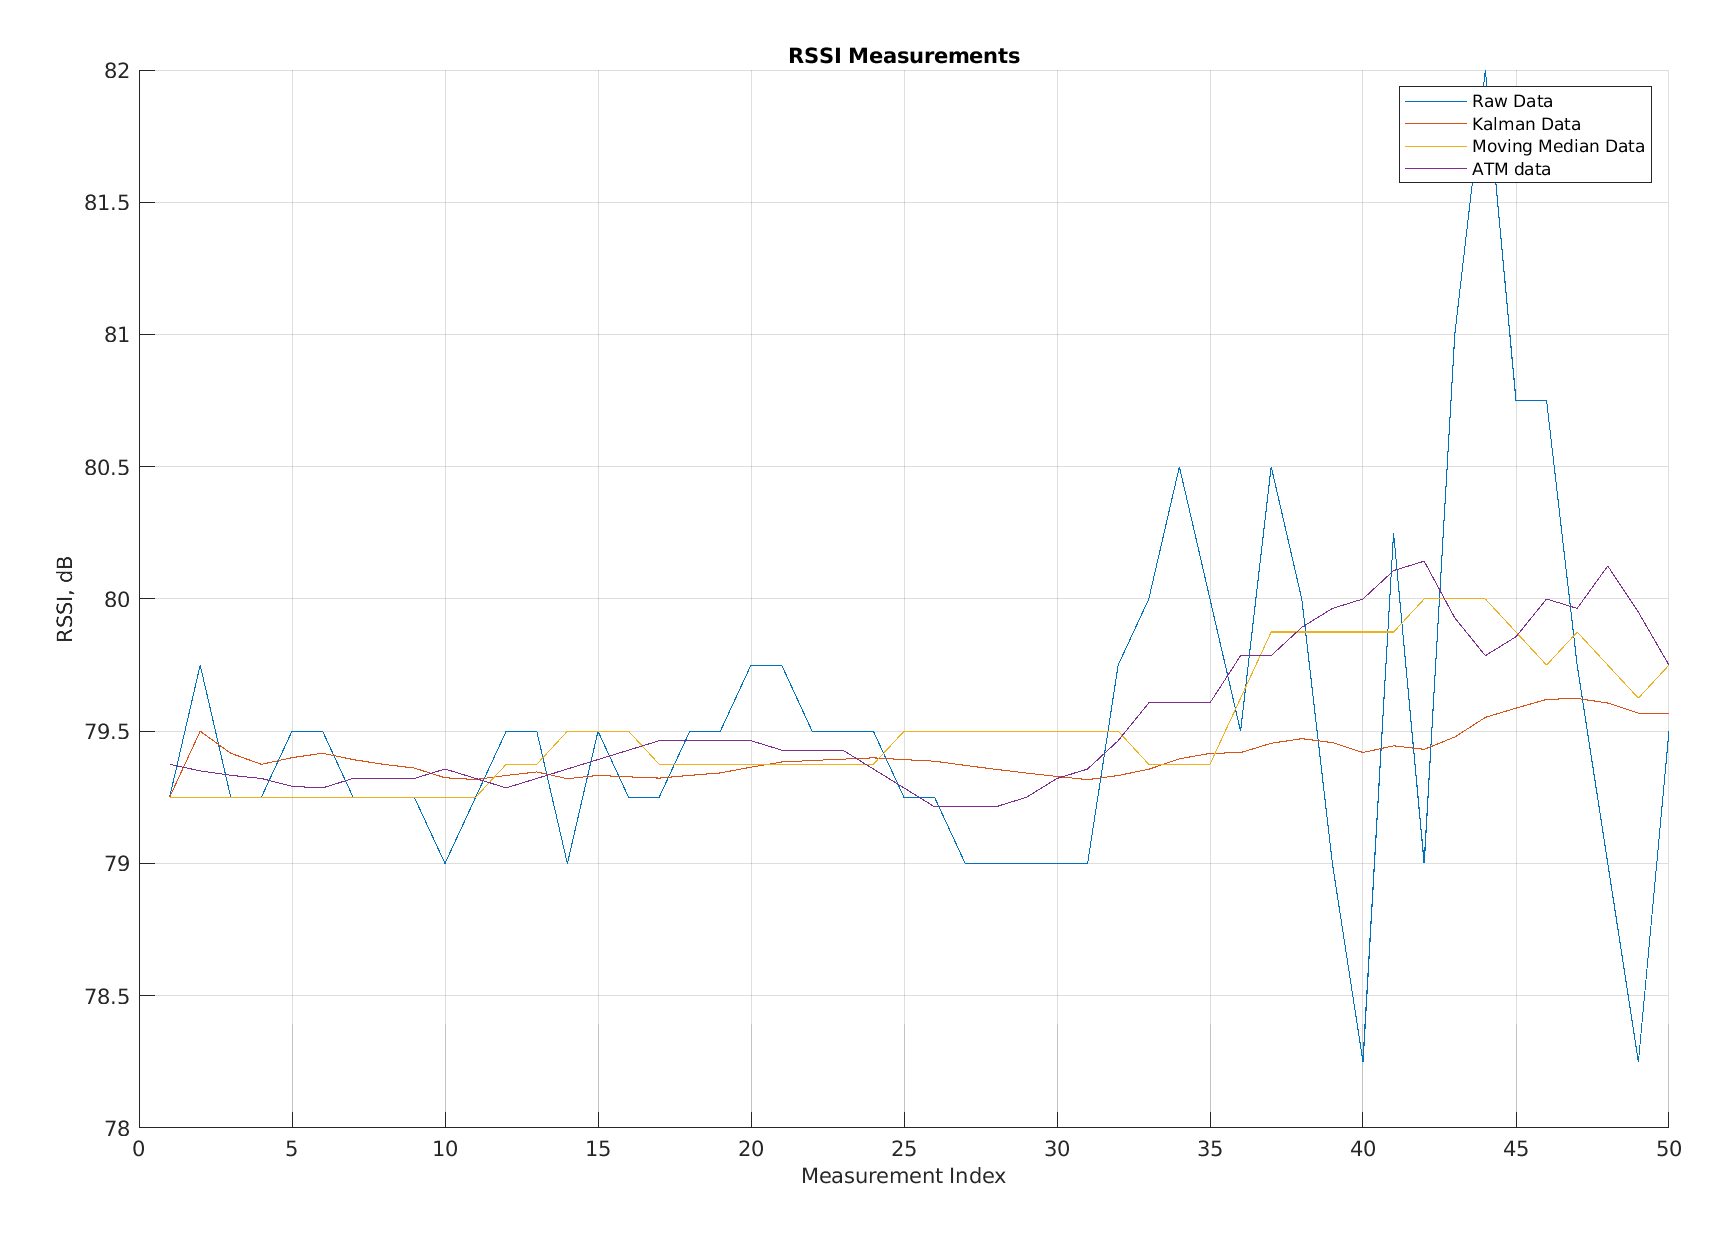 RSSI Measurements
82
81.5
81
80.5
80
79.5
79
78.5
78
RSSI, dB
Raw Data
Kalman Data
Moving Median Data
ATM data
0 5 10 15 20 25 30 35 40 45 50
Measurement Index